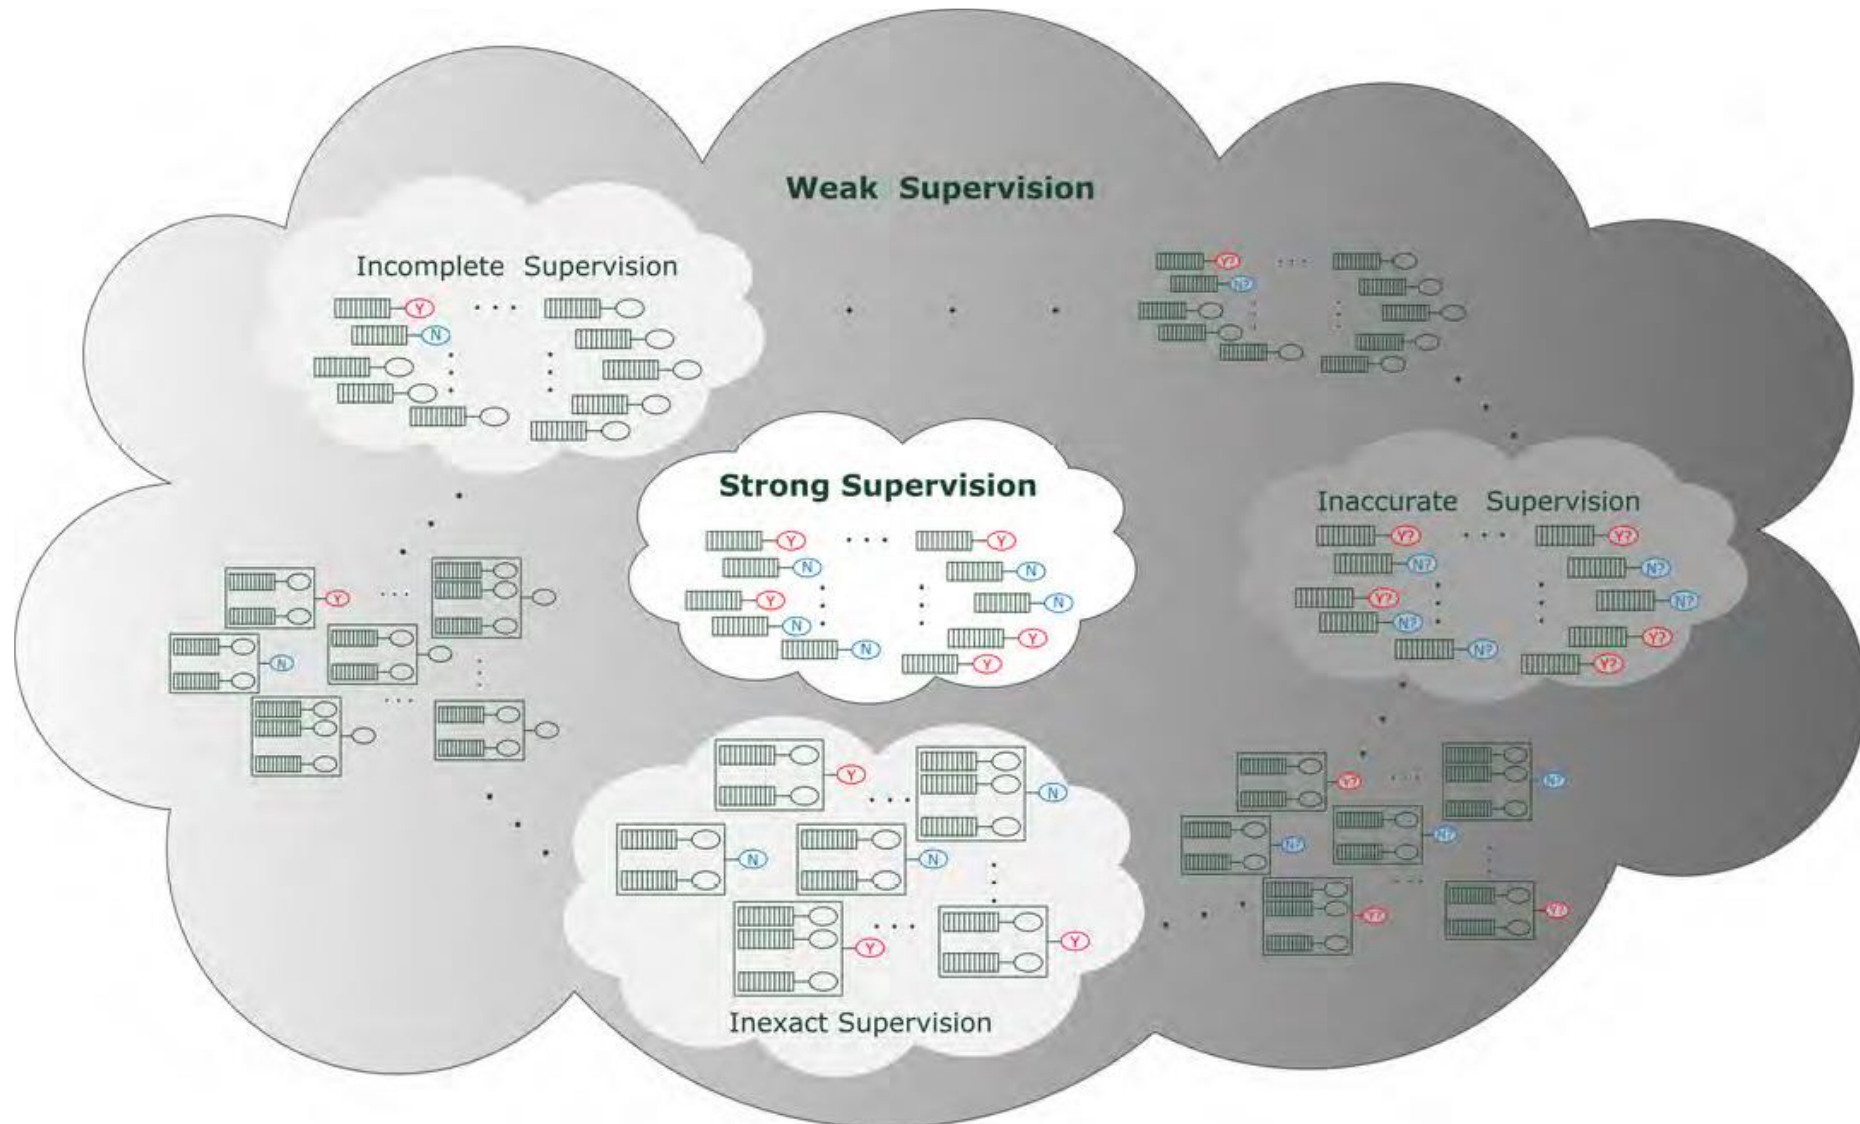 Weak Supervision
Incomplete Supervision
Y? ...
N?
Y ...
N
Strong Supervision
Inaccurate Supervision
Y ... Y
N N
Y N
N Y
N Y
Y? ... Y?
N? N?
Y? N?
N? Y?
N? Y?
Y ...
N
...
Y N
...
N N
Y Y
...
Y? N?
...
N? N?
...
Y? Y?
Inexact Supervision